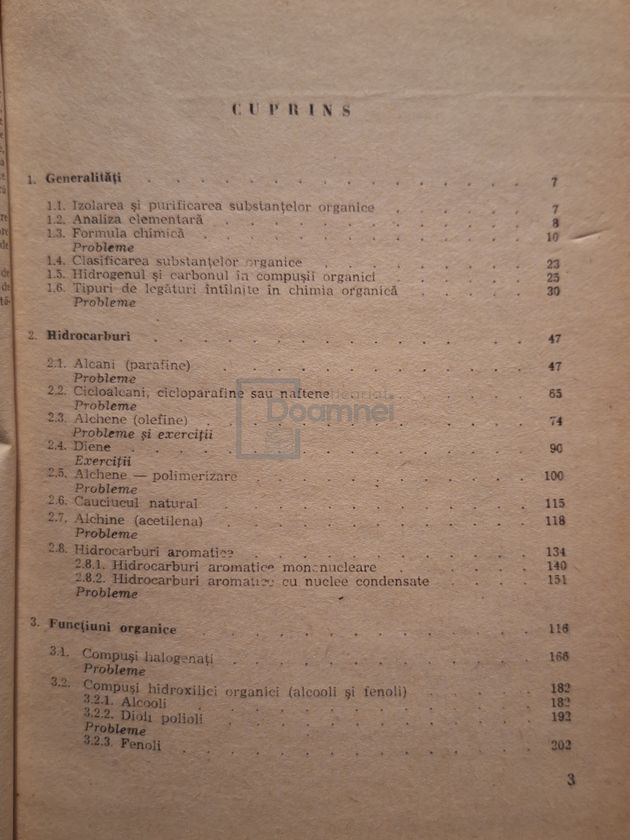 CUPRINS
1. Generalităţi . . . . . . . . . . . . 7
1.1. Izolarea şi purificarea substanţelor organice . . . . 7
1.2. Analiza elementară . . . . . . . . . . 8
1.3. Formula chimică . . . . . . . . . . 10
Probleme
1.4. Clasificarea substanţelor organice . . . . . . 23
1.5. Hidrogenul şi carbonul în compuşii organici . . . . 25
1.6. Tipuri de legături întîlnite în chimia organică . . . . 30
Probleme
2. Hidrocarburi . . . . . . . . . . . . 47
2.1. Alcani (parafine) . . . . . . . . . . 47
Probleme
2.2. Cicloalcani, cicloparafine sau naftene . . . . . 65
Probleme
2.3. Alchene (olefine) . . . . . . . . . . 74
Probleme şi exerciţii
2.4. Diene . . . . . . . . . . . . 90
Exerciţii
2.5. Alchene — polimerizare . . . . . . . . 100
Probleme
2.6. Cauciucul natural . . . . . . . . . . 115
2.7. Alchine (acetilena) . . . . . . . . . . 118
Probleme
2.8. Hidrocarburi aromatice . . . . . . . . 134
2.8.1. Hidrocarburi aromatice mononucleare . . . . 140
2.8.2. Hidrocarburi aromatice cu nuclee condensate . . . 151
Probleme
3. Funcţiuni organice . . . . . . . . . . 116
3.1. Compuşi halogenaţi . . . . . . . . . . 166
Probleme
3.2. Compuşi hidroxilici organici (alcooli şi fenoli) . . . . 182
3.2.1. Alcooli . . . . . . . . . . 182
3.2.2. Dioli polioli . . . . . . . . . . 192
Probleme
3.2.3. Fenoli . . . . . . . . . . 202
3
Doamnei